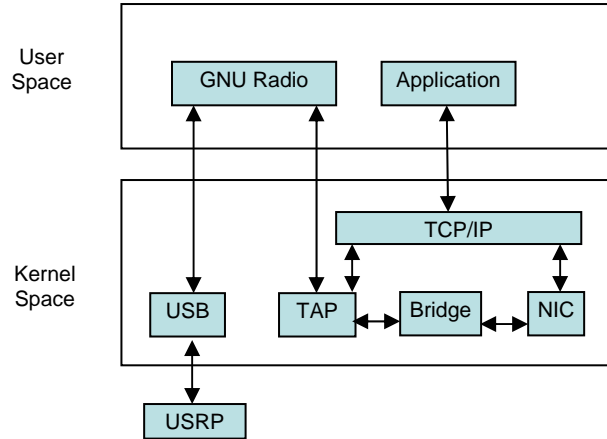 User
Space
GNU Radio
Application
TCP/IP
Kernel
Space
USB
TAP
Bridge
NIC
USRP